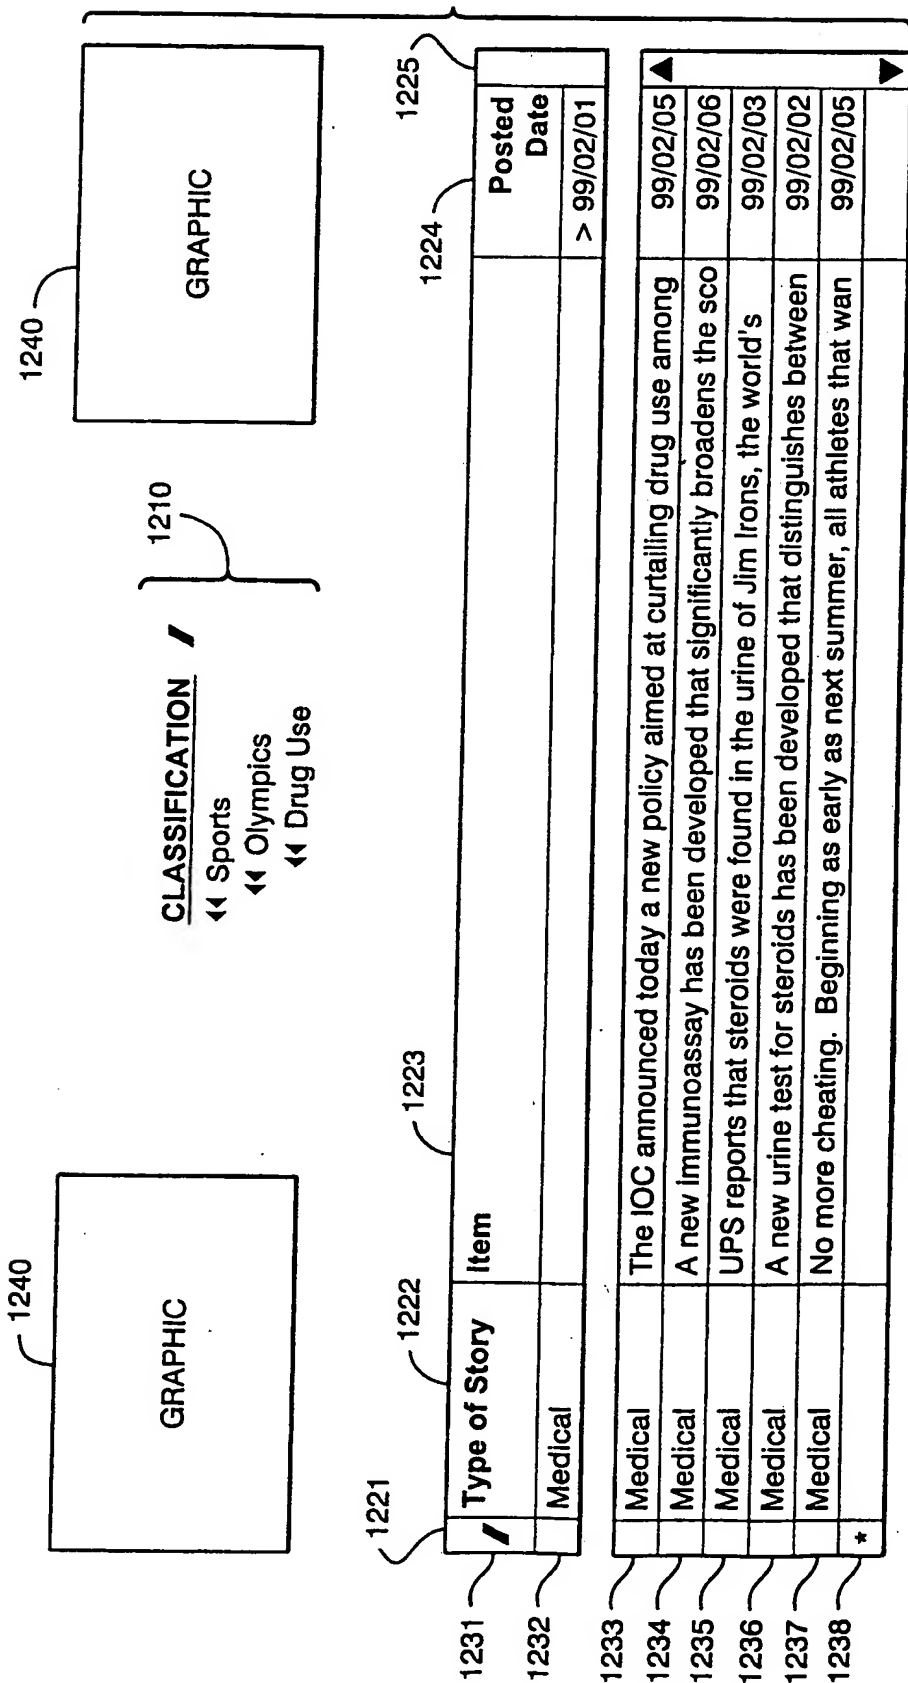 1240
1240
GRAPHIC
GRAPHIC
CLASSIFICATION
1210
Sports
Olympics
Drug Use
1221
1222
1223
1224
1225
1231
Type of Story
Item
Posted Date
1232
Medical
> 99/02/01
1233
Medical
The IOC announced today a new policy aimed at curtailing drug use among
99/02/05
1234
Medical
A new immunoassay has been developed that significantly broadens the sco
99/02/06
1235
Medical
UPS reports that steroids were found in the urine of Jim Irons, the world's
99/02/03
1236
Medical
A new urine test for steroids has been developed that distinguishes between
99/02/02
1237
Medical
No more cheating. Beginning as early as next summer, all athletes that wan
99/02/05
1238
*